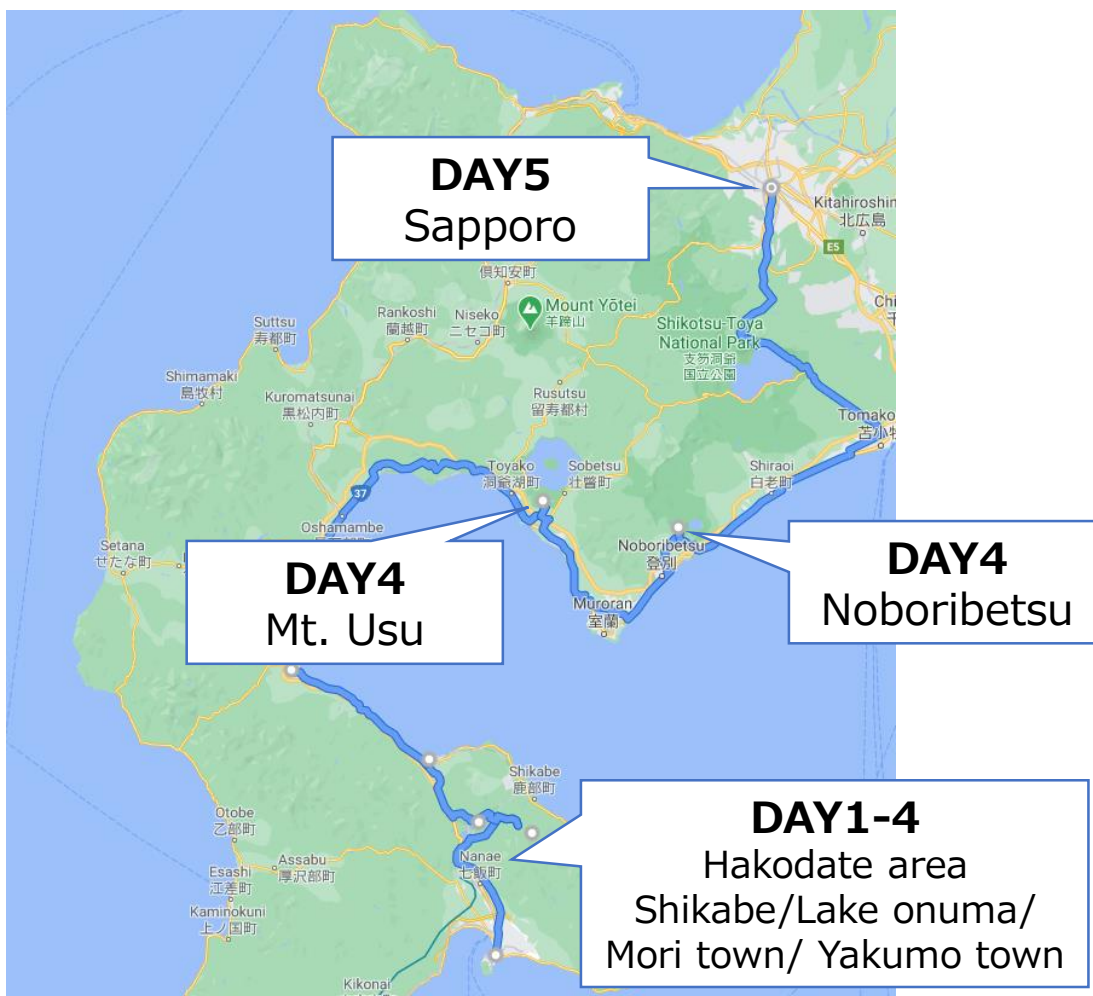 DAY5
Sapporo
Kitahiroshin
北広島
E5
俱知安町
Mount Yōtei
羊蹄山
Rankoshi
蘭越町
Niseko
ニセコ町
Suttsu
寿都町
Shikotsu-Toya
National Park
支笏洞爺
国立公園
Chi
千
Shimamaki
島牧村
Kuromatsunai
黒松内町
Rusutsu
留寿都村
Tomako
苫小牧
Toyako
洞爺湖町
Sobetsu
壮瞥町
Shiraoi
白老町
37
Oshamambe
Setana
せたな町
Noboribetsu
登別
DAY4
Mt. Usu
DAY4
Noboribetsu
Muroran
室蘭
Shikabe
鹿部町
Otobe
乙部町
Assabu
厚沢部町
Nanae
七飯町
Esashi
江差町
Kaminokuni
上ノ国町
Kikonai
DAY1-4
Hakodate area
Shikabe/Lake onuma/
Mori town/ Yakumo town